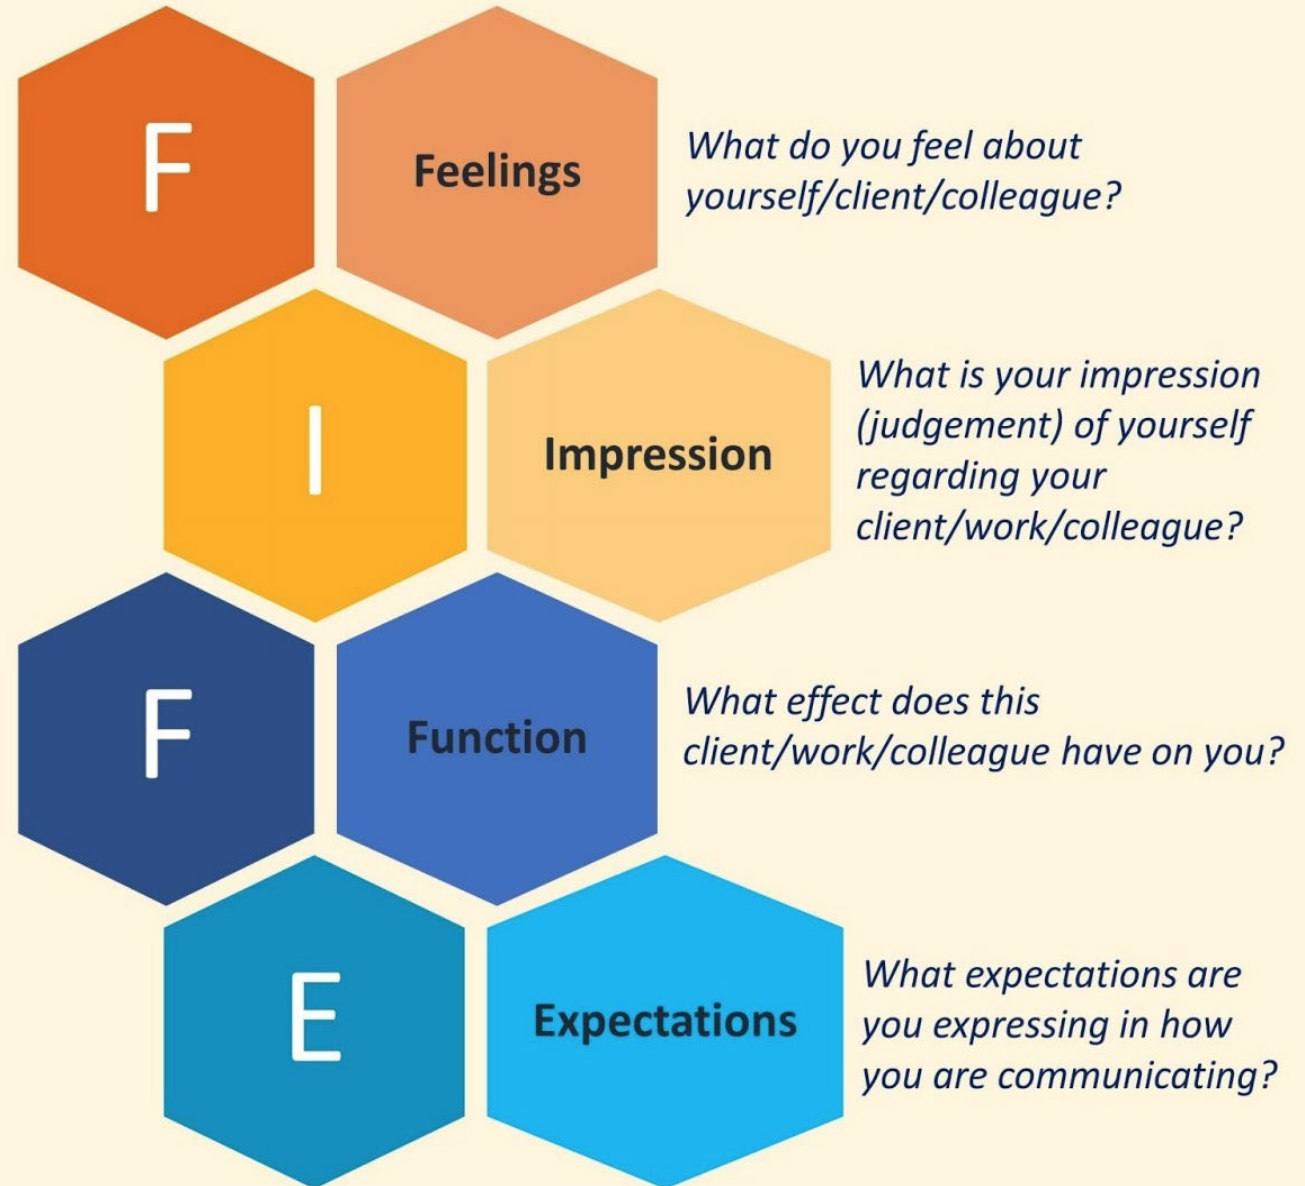 F
Feelings
What do you feel about
yourself/client/colleague?
I
Impression
What is your impression
(judgement) of yourself
regarding your
client/work/colleague?
F
Function
What effect does this
client/work/colleague have on you?
E
Expectations
What expectations are
you expressing in how
you are communicating?